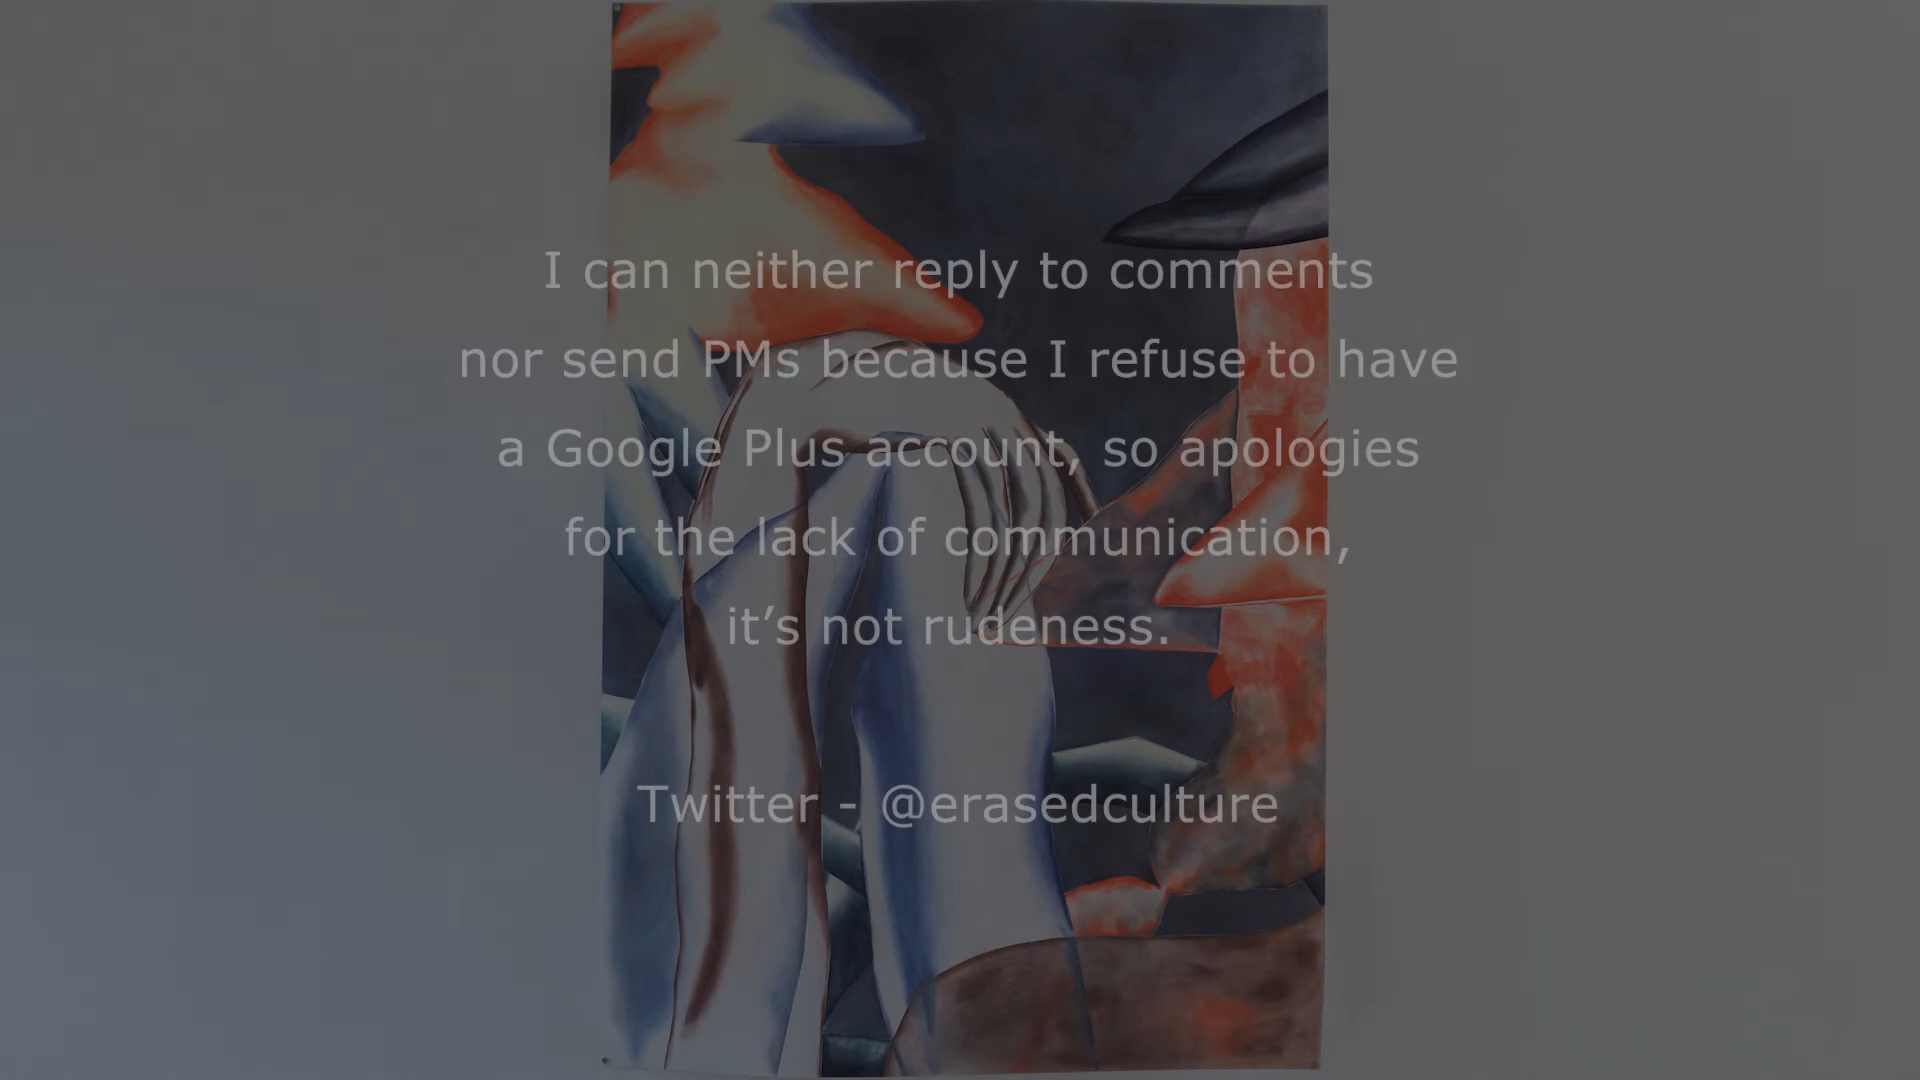 I can neither reply to comments
nor send PMs because I refuse to have
a Google Plus account, so apologies
for the lack of communication,
it’s not rudeness.
Twitter - @erasedculture